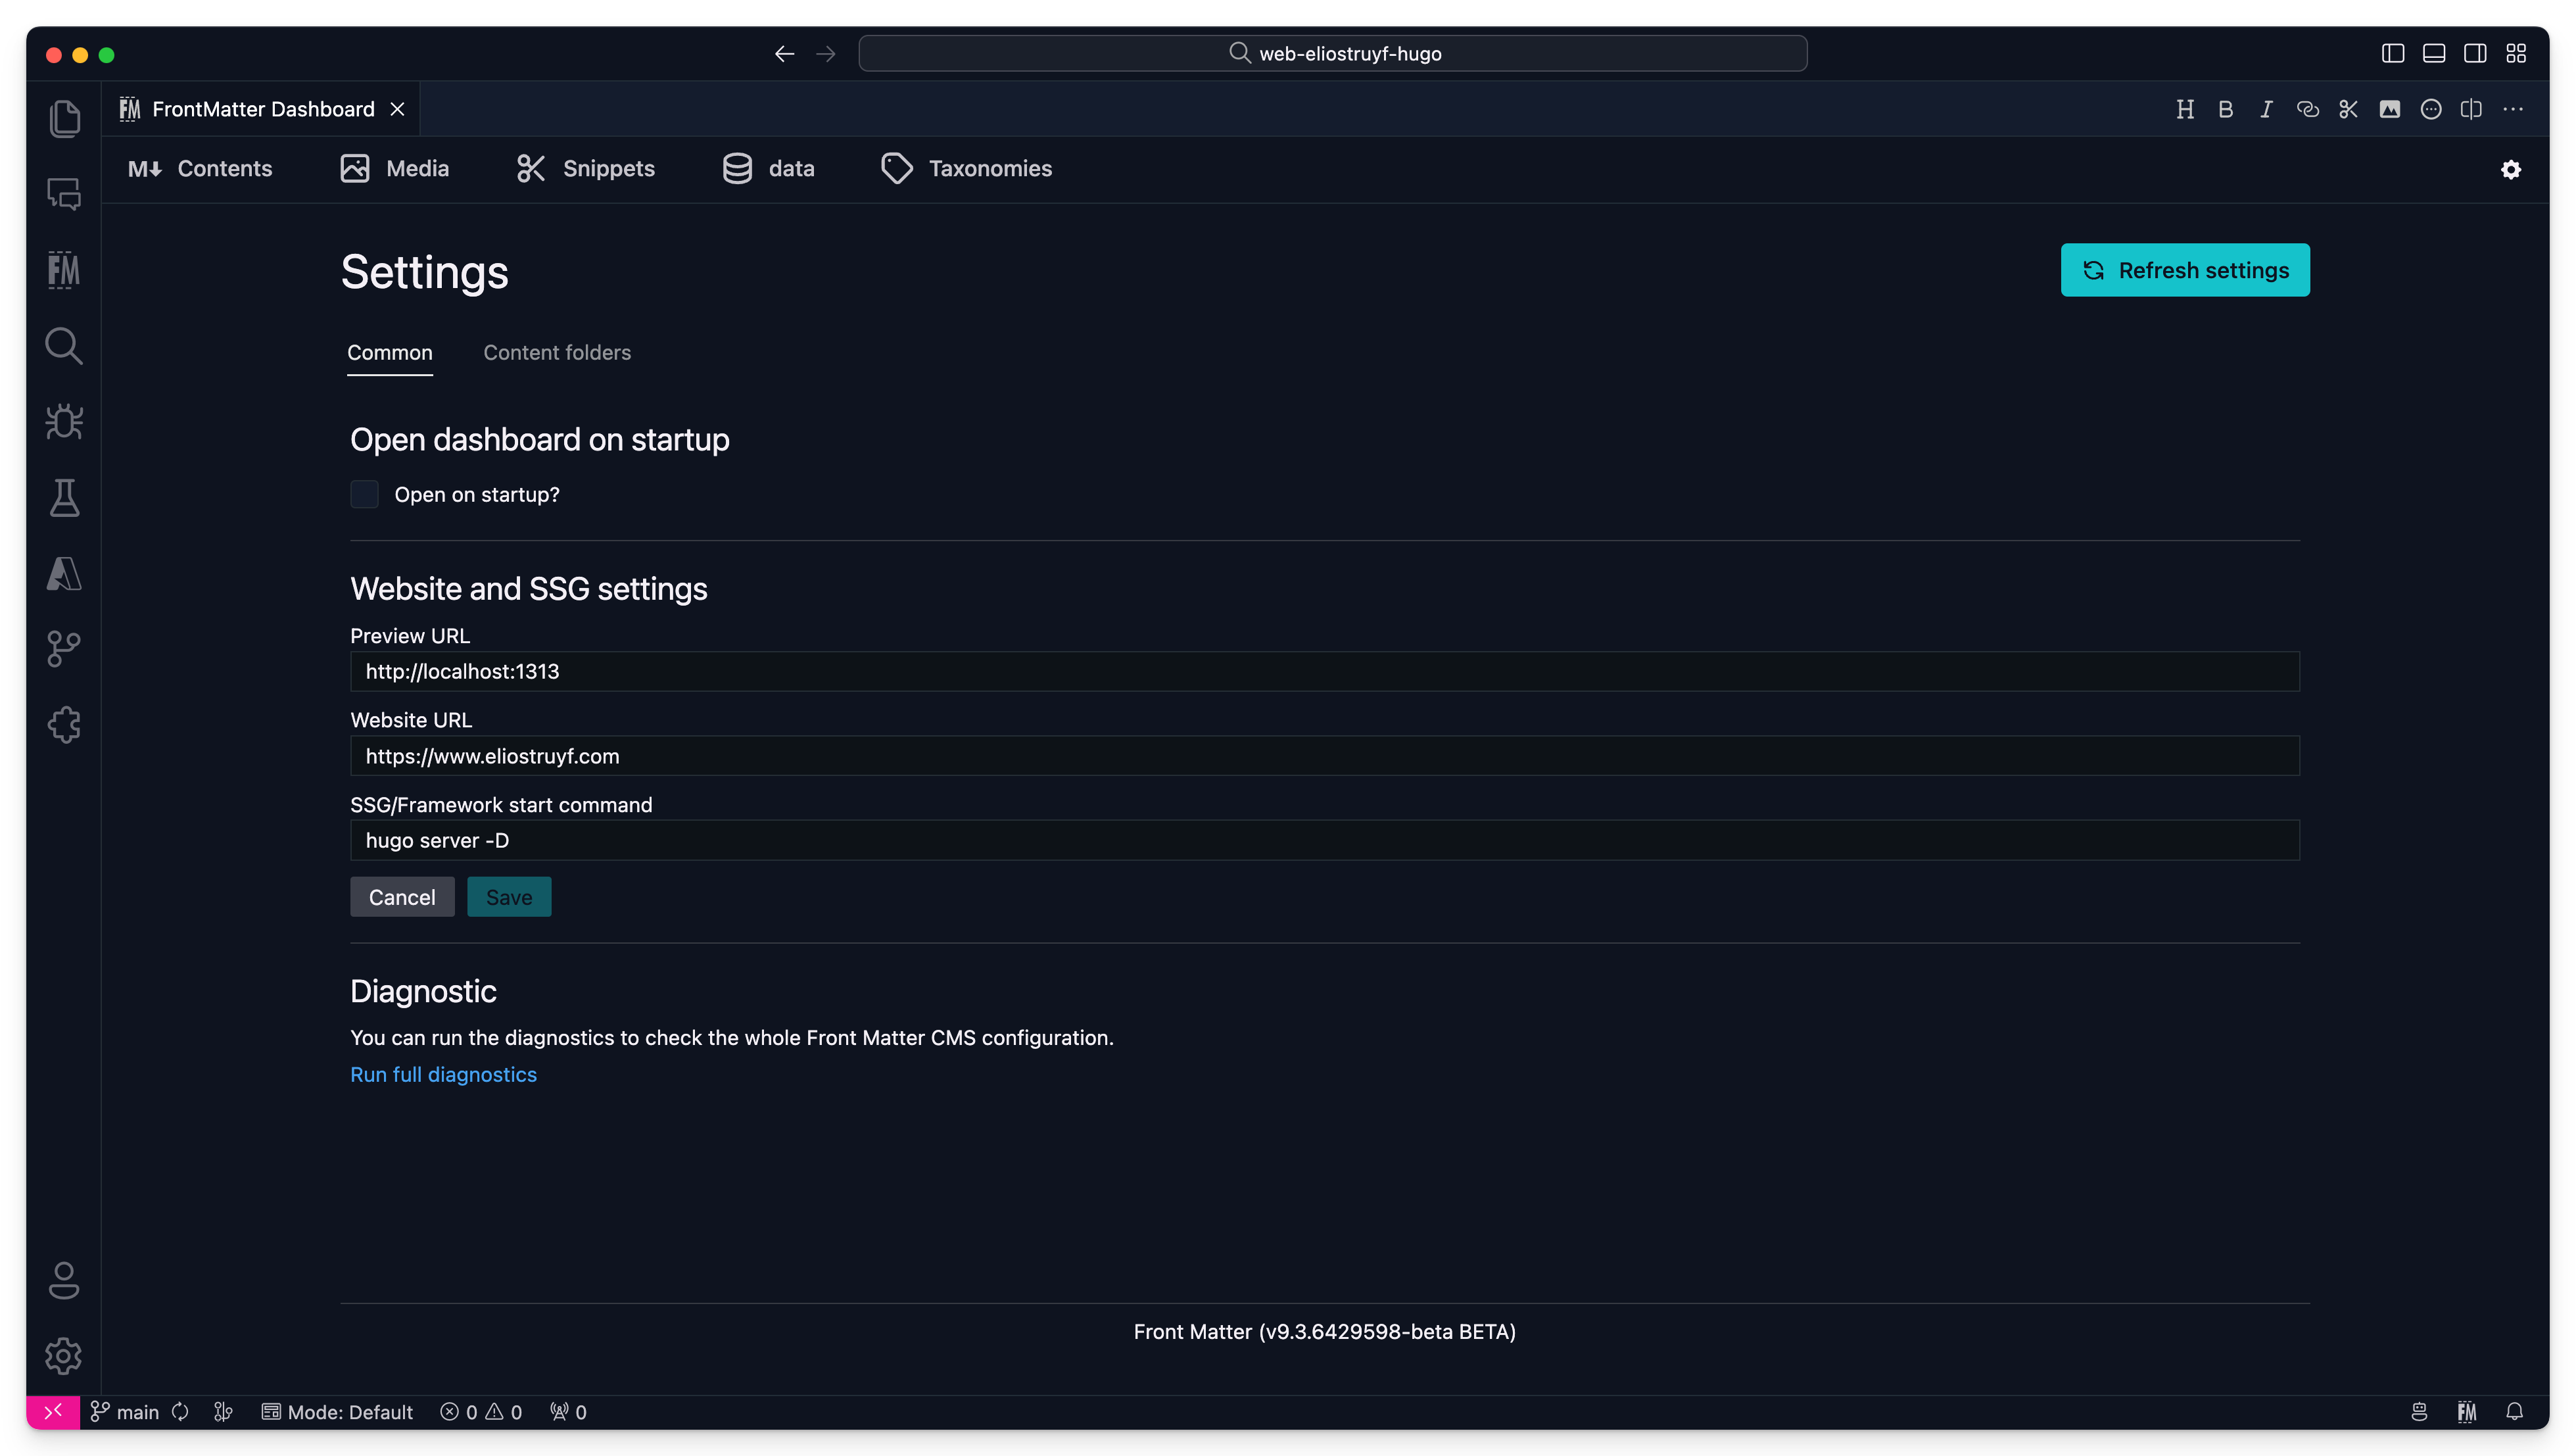 web-eliostruyf-hugo
FM FrontMatter Dashboard
H B I
M Contents Media Snippets data Taxonomies
FM
Settings
Refresh settings
Common Content folders
Open dashboard on startup
Open on startup?
Website and SSG settings
Preview URL
http://localhost:1313
Website URL
https://www.eliostruyf.com
SSG/Framework start command
hugo server -D
Cancel Save
Diagnostic
You can run the diagnostics to check the whole Front Matter CMS configuration.
Run full diagnostics
Front Matter (v9.3.6429598-beta BETA)
main Mode: Default 0 0 0 FM